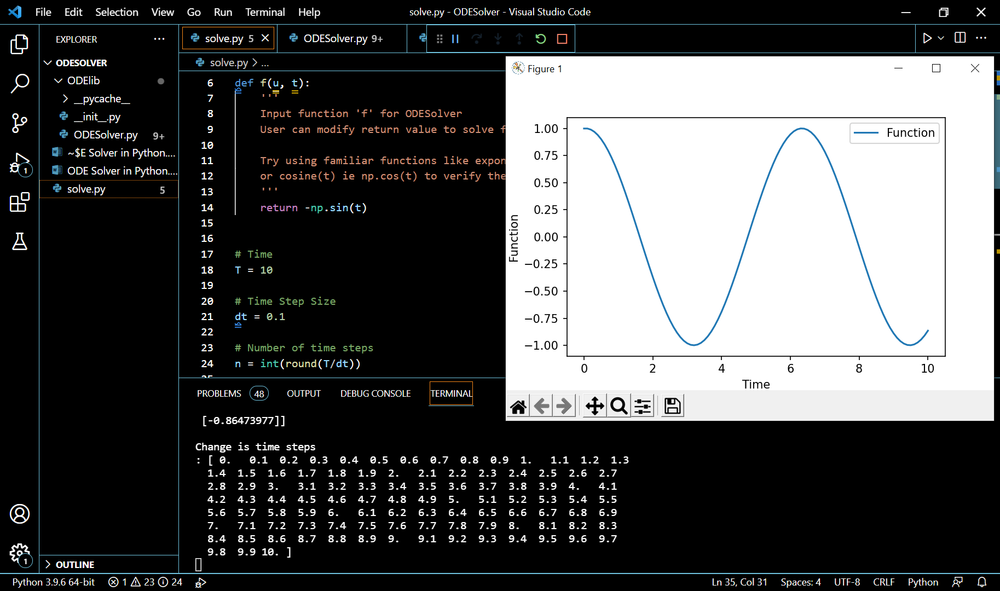 File Edit Selection View Go Run Terminal Help
solve.py - ODESolver - Visual Studio Code
EXPLORER
ODESOLVER
ODElib
__pycache__
__init__.py
ODESolver.py 9+
~$E Solver in Python....
ODE Solver in Python....
solve.py 5
OUTLINE
1
1
solve.py 5
ODESolver.py 9+
solve.py > ...
6 def f(u, t):
7 '''
8 Input function 'f' for ODESolver
9 User can modify return value to solve f
10
11 Try using familiar functions like expon
12 or cosine(t) ie np.cos(t) to verify the
13 '''
14 return -np.sin(t)
15
16
17 # Time
18 T = 10
19
20 # Time Step Size
21 dt = 0.1
22
23 # Number of time steps
24 n = int(round(T/dt))
Figure 1
Function
1.00
0.75
0.50
0.25
0.00
−0.25
−0.50
−0.75
−1.00
Function
0 2 4 6 8 10
Time
PROBLEMS 48 OUTPUT DEBUG CONSOLE TERMINAL
[-0.86473977]]
Change is time steps
: [ 0. 0.1 0.2 0.3 0.4 0.5 0.6 0.7 0.8 0.9 1. 1.1 1.2 1.3
1.4 1.5 1.6 1.7 1.8 1.9 2. 2.1 2.2 2.3 2.4 2.5 2.6 2.7
2.8 2.9 3. 3.1 3.2 3.3 3.4 3.5 3.6 3.7 3.8 3.9 4. 4.1
4.2 4.3 4.4 4.5 4.6 4.7 4.8 4.9 5. 5.1 5.2 5.3 5.4 5.5
5.6 5.7 5.8 5.9 6. 6.1 6.2 6.3 6.4 6.5 6.6 6.7 6.8 6.9
7. 7.1 7.2 7.3 7.4 7.5 7.6 7.7 7.8 7.9 8. 8.1 8.2 8.3
8.4 8.5 8.6 8.7 8.8 8.9 9. 9.1 9.2 9.3 9.4 9.5 9.6 9.7
9.8 9.9 10. ]
Python 3.9.6 64-bit 1 23 24 Ln 35, Col 31 Spaces: 4 UTF-8 CRLF Python